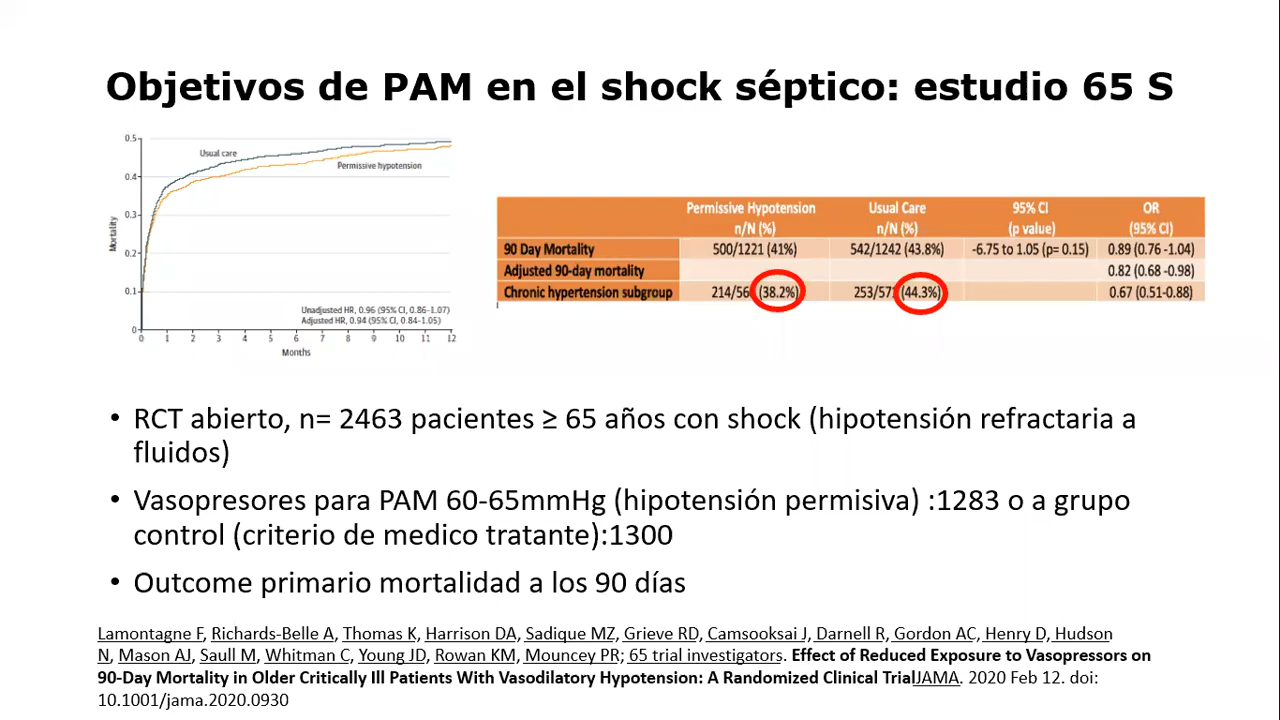 Objetivos de PAM en el shock séptico: estudio 65 S
0.5
0.4
0.3
0.2
0.1
0
Mortality
Usual care
Permissive hypotension
Unadjusted HR, 0.96 (95% CI, 0.86-1.07)
Adjusted HR, 0.94 (95% CI, 0.84-1.05)
0 1 2 3 4 5 6 7 8 9 10 11 12
Months
Permissive Hypotension n/N (%) Usual Care n/N (%) 95% CI (p value) OR (95% CI)
90 Day Mortality 500/1221 (41%) 542/1242 (43.8%) -6.75 to 1.05 (p= 0.15) 0.89 (0.76 -1.04)
Adjusted 90-day mortality 0.82 (0.68 -0.98)
Chronic hypertension subgroup 214/56 (38.2%) 253/57 (44.3%) 0.67 (0.51-0.88)
• RCT abierto, n= 2463 pacientes ≥ 65 años con shock (hipotensión refractaria a
fluidos)
• Vasopresores para PAM 60-65mmHg (hipotensión permisiva) :1283 o a grupo
control (criterio de medico tratante):1300
• Outcome primario mortalidad a los 90 días
Lamontagne F, Richards-Belle A, Thomas K, Harrison DA, Sadique MZ, Grieve RD, Camsooksai J, Darnell R, Gordon AC, Henry D, Hudson
N, Mason AJ, Saull M, Whitman C, Young JD, Rowan KM, Mouncey PR; 65 trial investigators. Effect of Reduced Exposure to Vasopressors on
90-Day Mortality in Older Critically Ill Patients With Vasodilatory Hypotension: A Randomized Clinical TrialJAMA. 2020 Feb 12. doi:
10.1001/jama.2020.0930